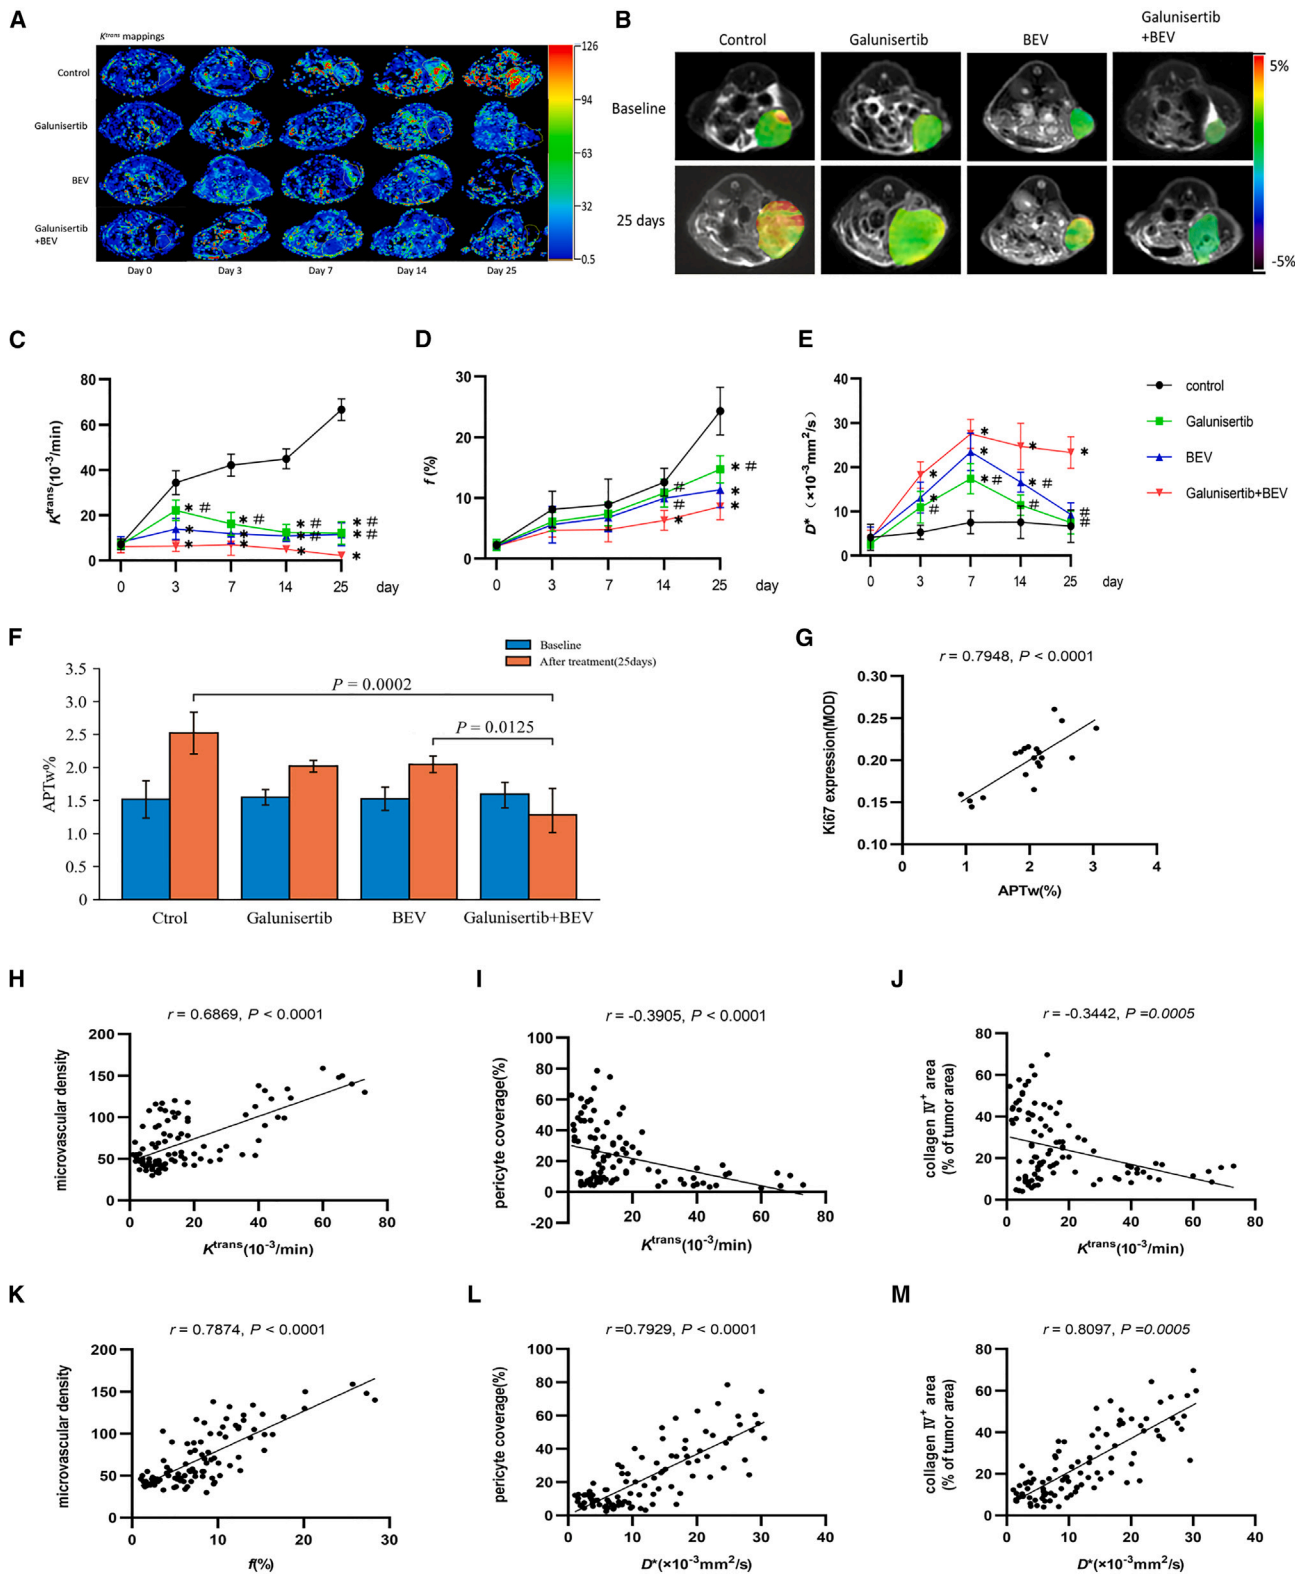 A
K^trans mappings
Control
Galunisertib
BEV
Galunisertib
+BEV
Day 0 Day 3 Day 7 Day 14 Day 25
126
94
63
32
0.5
B
Control Galunisertib BEV Galunisertib
+BEV
Baseline
25 days
5%
-5%
C
K^trans(10^-3/min)
80
60
40
20
0
0 3 7 14 25 day
* # * # * # * #
* * * # * #
* * * *
D
f (%)
30
20
10
0
0 3 7 14 25
# * #
# *
* *
E
D* (×10^-3mm^2/s)
40
30
20
10
0
0 3 7 14 25 day
* * * *
* * * # #
* # * # # #
control
Galunisertib
BEV
Galunisertib+BEV
F
Baseline
After treatment(25days)
APTw%
3.5
3.0
2.5
2.0
1.5
1.0
0.5
0
P = 0.0002
P = 0.0125
Ctrol Galunisertib BEV Galunisertib+BEV
G
r = 0.7948, P < 0.0001
Ki67 expression(MOD)
0.30
0.25
0.20
0.15
0.10
0 1 2 3 4
APTw(%)
H
r = 0.6869, P < 0.0001
microvascular density
200
150
100
50
0
0 20 40 60 80
K^trans(10^-3/min)
I
r = -0.3905, P < 0.0001
pericyte coverage(%)
100
80
60
40
20
0
-20
20 40 60 80
K^trans(10^-3/min)
J
r = -0.3442, P =0.0005
collagen Ⅳ^+ area
(% of tumor area)
80
60
40
20
0
0 20 40 60 80
K^trans(10^-3/min)
K
r = 0.7874, P < 0.0001
microvascular density
200
150
100
50
0
0 10 20 30
f(%)
L
r =0.7929, P < 0.0001
pericyte coverage(%)
100
80
60
40
20
0
0 10 20 30 40
D*(×10^-3mm^2/s)
M
r = 0.8097, P =0.0005
collagen Ⅳ^+ area
(% of tumor area)
80
60
40
20
0
0 10 20 30 40
D*(×10^-3mm^2/s)